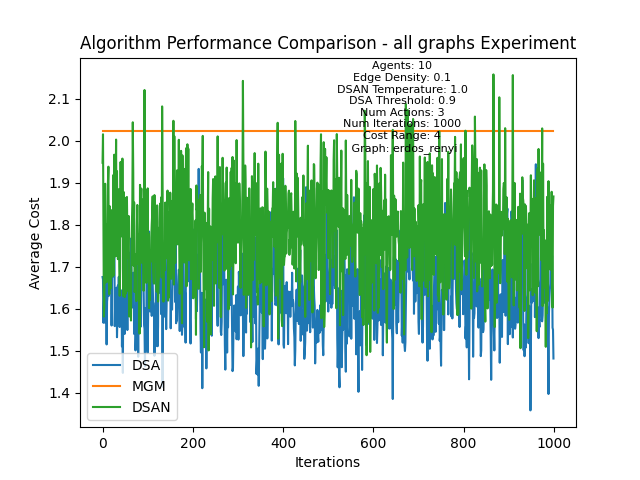 Algorithm Performance Comparison - all graphs Experiment
Agents: 10
Edge Density: 0.1
DSAN Temperature: 1.0
DSA Threshold: 0.9
Num Actions: 3
Num Iterations: 1000
Cost Range: 4
Graph: erdos_renyi
Average Cost
2.1
2.0
1.9
1.8
1.7
1.6
1.5
1.4
DSA
MGM
DSAN
0 200 400 600 800 1000
Iterations